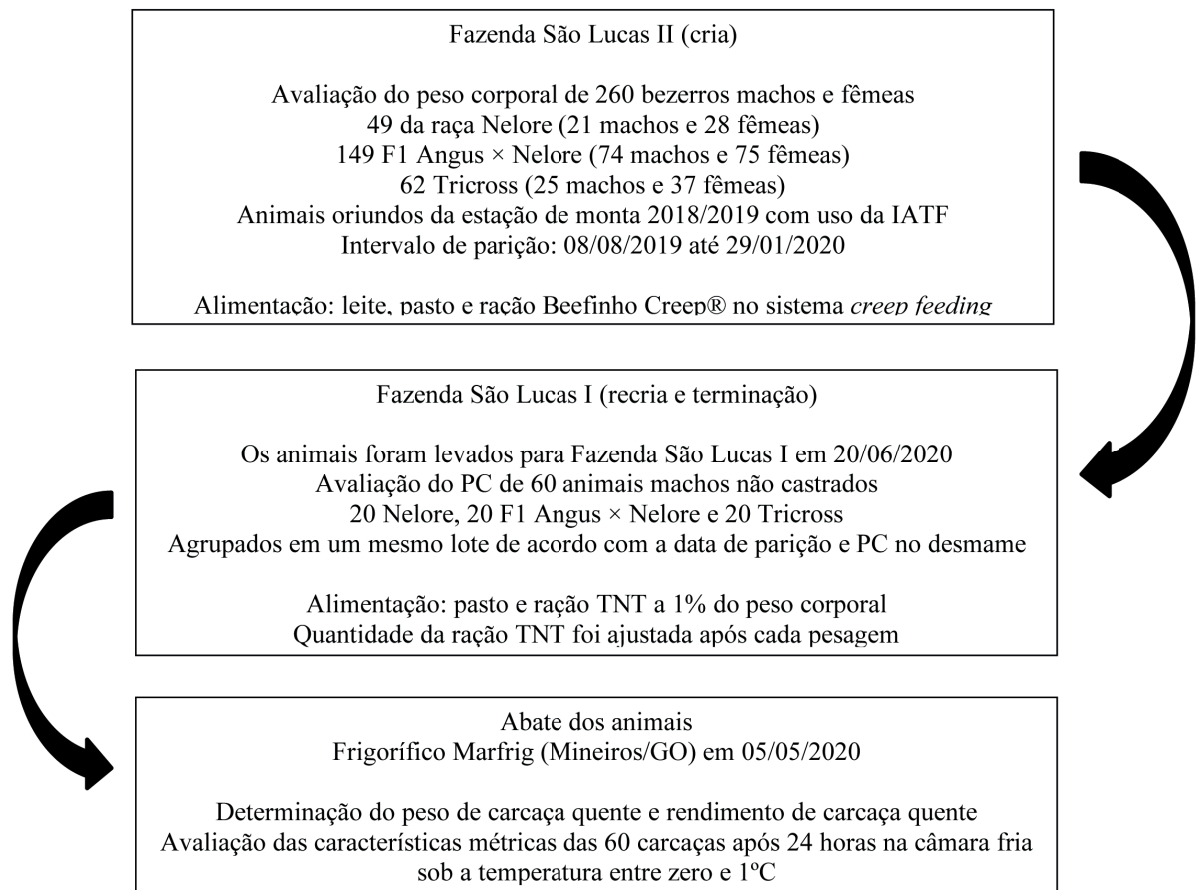 Fazenda São Lucas II (cria)
Avaliação do peso corporal de 260 bezerros machos e fêmeas
49 da raça Nelore (21 machos e 28 fêmeas)
149 F1 Angus × Nelore (74 machos e 75 fêmeas)
62 Tricross (25 machos e 37 fêmeas)
Animais oriundos da estação de monta 2018/2019 com uso da IATF
Intervalo de parição: 08/08/2019 até 29/01/2020
Alimentação: leite, pasto e ração Beefinho Creep® no sistema creep feeding
Fazenda São Lucas I (recria e terminação)
Os animais foram levados para Fazenda São Lucas I em 20/06/2020
Avaliação do PC de 60 animais machos não castrados
20 Nelore, 20 F1 Angus × Nelore e 20 Tricross
Agrupados em um mesmo lote de acordo com a data de parição e PC no desmame
Alimentação: pasto e ração TNT a 1% do peso corporal
Quantidade da ração TNT foi ajustada após cada pesagem
Abate dos animais
Frigorífico Marfrig (Mineiros/GO) em 05/05/2020
Determinação do peso de carcaça quente e rendimento de carcaça quente
Avaliação das características métricas das 60 carcaças após 24 horas na câmara fria
sob a temperatura entre zero e 1ºC